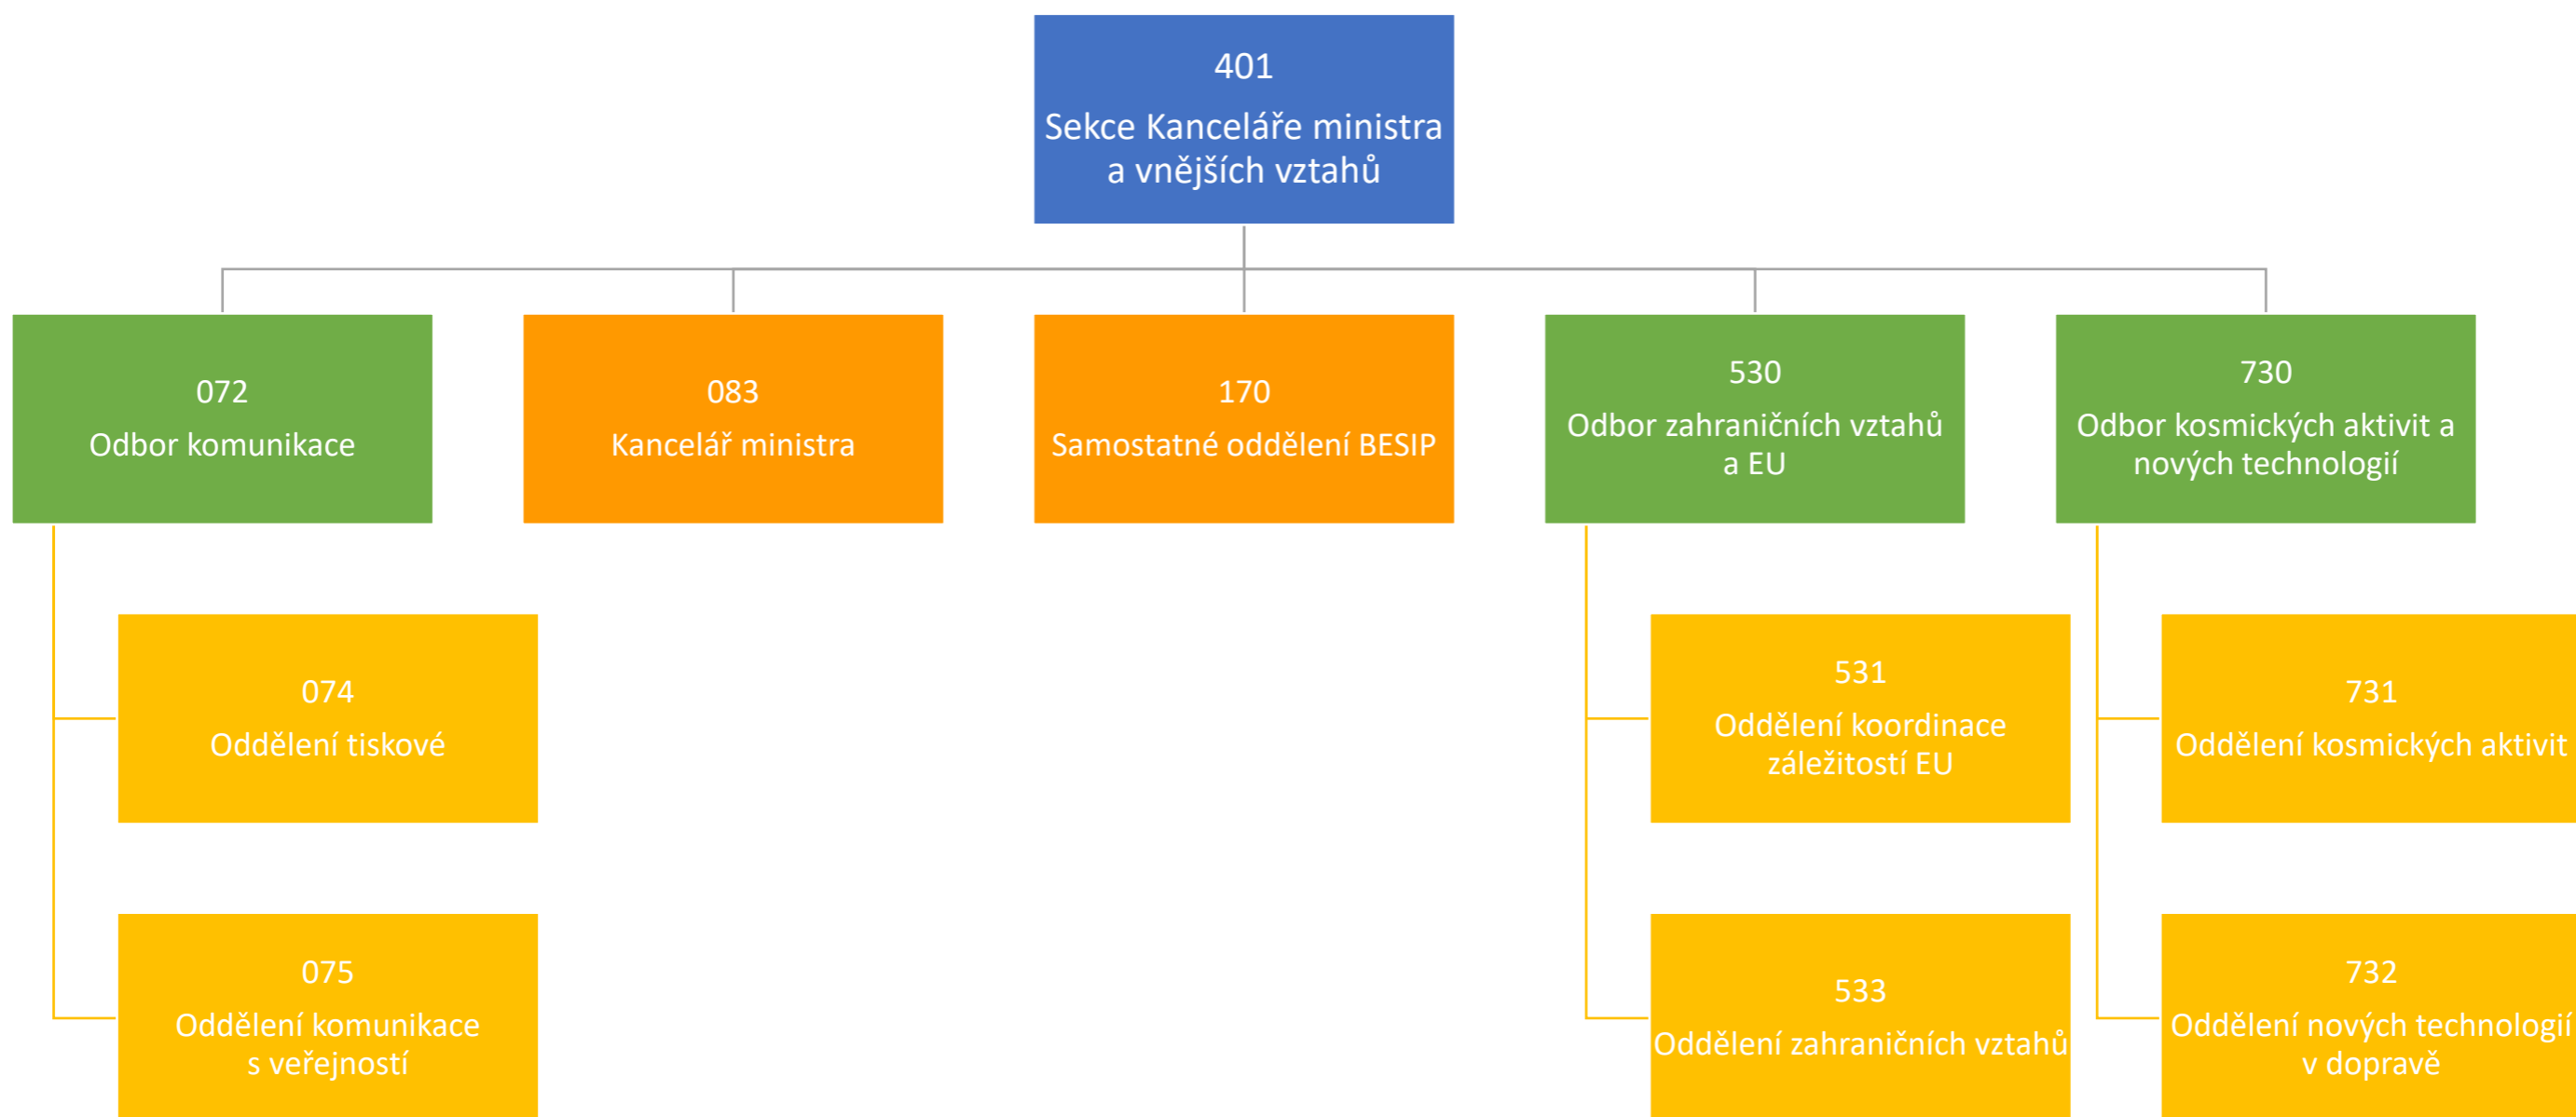 401
Sekce Kanceláře ministra
a vnějších vztahů
072
Odbor komunikace
083
Kancelář ministra
170
Samostatné oddělení BESIP
530
Odbor zahraničních vztahů
a EU
730
Odbor kosmických aktivit a
nových technologií
074
Oddělení tiskové
531
Oddělení koordinace
záležitostí EU
731
Oddělení kosmických aktivit
075
Oddělení komunikace
s veřejností
533
Oddělení zahraničních vztahů
732
Oddělení nových technologií
v dopravě